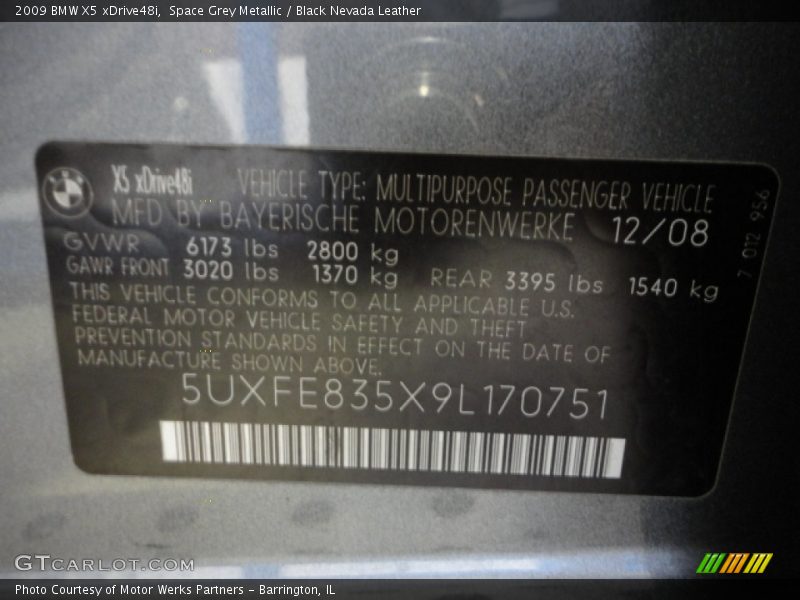 2009 BMW X5 xDrive48i, Space Grey Metallic / Black Nevada Leather
BMW
X5 xDrive48i VEHICLE TYPE: MULTIPURPOSE PASSENGER VEHICLE
MFD BY BAYERISCHE MOTORENWERKE 12/08
GVWR 6173 lbs 2800 kg
GAWR FRONT 3020 lbs 1370 kg REAR 3395 lbs 1540 kg
THIS VEHICLE CONFORMS TO ALL APPLICABLE U.S.
FEDERAL MOTOR VEHICLE SAFETY AND THEFT
PREVENTION STANDARDS IN EFFECT ON THE DATE OF
MANUFACTURE SHOWN ABOVE.
5UXFE835X9L170751
7 012 956
GTCARLOT.COM
Photo Courtesy of Motor Werks Partners - Barrington, IL